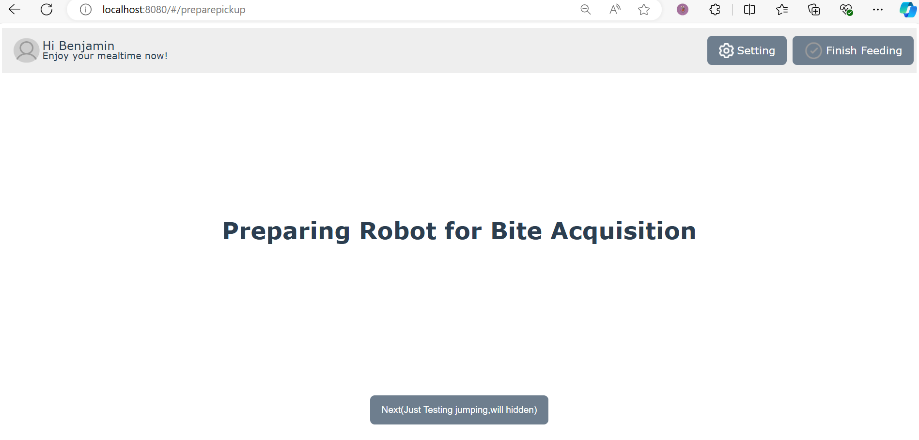 localhost:8080/#/preparepickup
Hi Benjamin
Enjoy your mealtime now!
Setting
Finish Feeding
Preparing Robot for Bite Acquisition
Next(Just Testing jumping,will hidden)